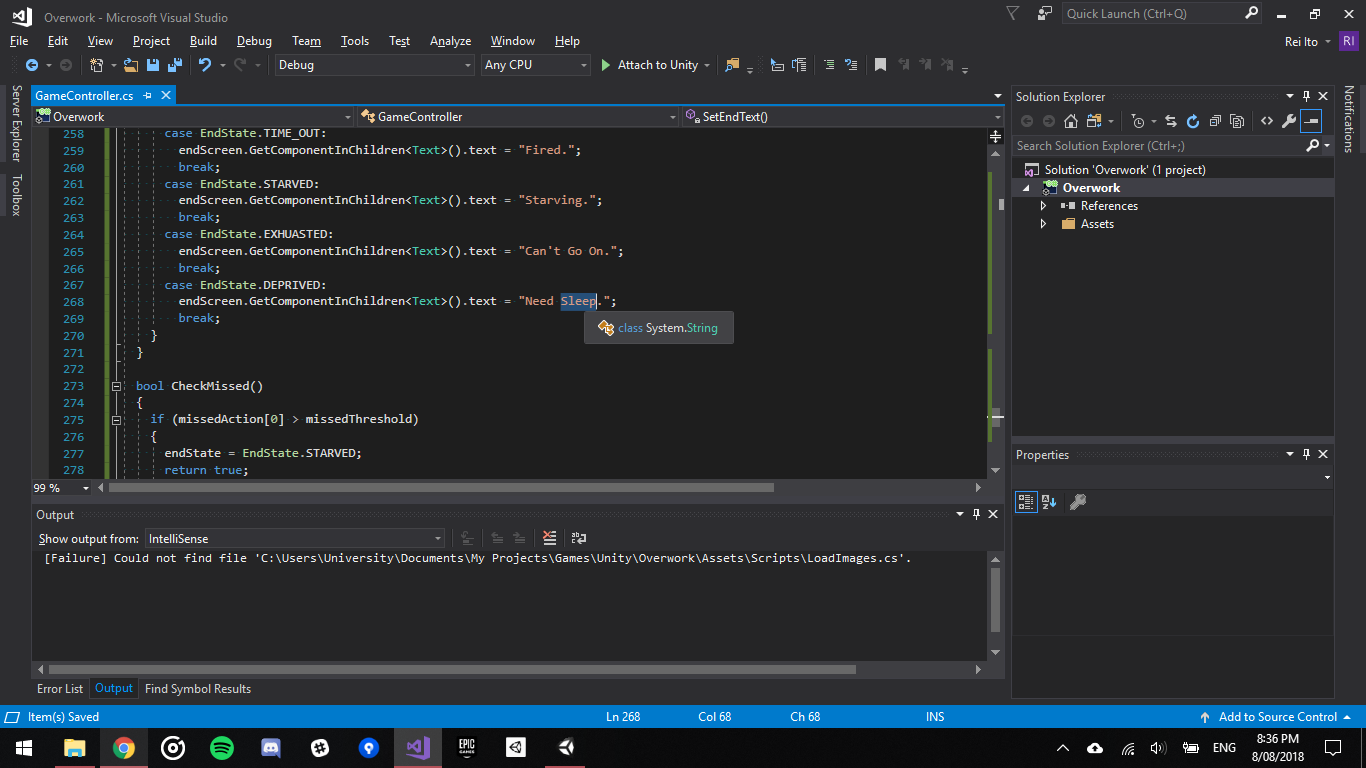 Overwork - Microsoft Visual Studio
Quick Launch (Ctrl+Q)
File Edit View Project Build Debug Team Tools Test Analyze Window Help
Rei Ito RI
Debug Any CPU Attach to Unity
Server Explorer
Toolbox
GameController.cs
Overwork GameController SetEndText()
258 case EndState.TIME_OUT:
259 endScreen.GetComponentInChildren<Text>().text = "Fired.";
260 break;
261 case EndState.STARVED:
262 endScreen.GetComponentInChildren<Text>().text = "Starving.";
263 break;
264 case EndState.EXHUASTED:
265 endScreen.GetComponentInChildren<Text>().text = "Can't Go On.";
266 break;
267 case EndState.DEPRIVED:
268 endScreen.GetComponentInChildren<Text>().text = "Need Sleep.";
269 break;
class System.String
270 }
271 }
272
273 bool CheckMissed()
274 {
275 if (missedAction[0] > missedThreshold)
276 {
277 endState = EndState.STARVED;
278 return true;
99 %
Output
Show output from: IntelliSense
[Failure] Could not find file 'C:\Users\University\Documents\My Projects\Games\Unity\Overwork\Assets\Scripts\LoadImages.cs'.
Error List Output Find Symbol Results
Solution Explorer
Search Solution Explorer (Ctrl+;)
Solution 'Overwork' (1 project)
Overwork
References
Assets
Properties
Notifications
Item(s) Saved Ln 268 Col 68 Ch 68 INS Add to Source Control
EPIC GAMES
ENG
8:36 PM
8/08/2018